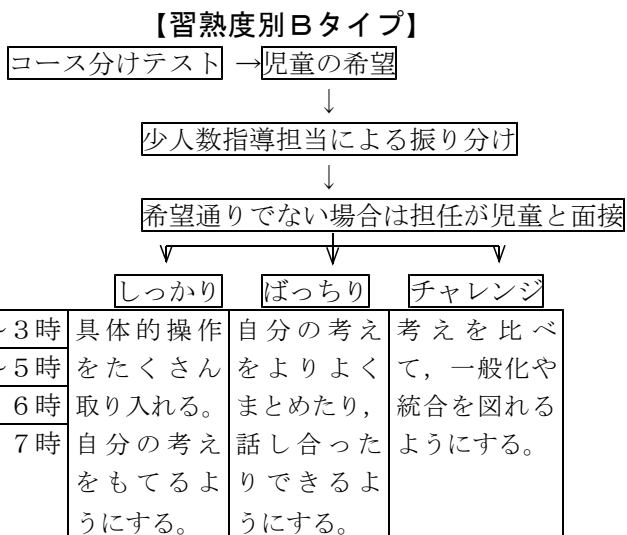 【習熟度別Bタイプ】
コース分けテスト →児童の希望
↓
少人数指導担当による振り分け
↓
希望通りでない場合は担任が児童と面接
しっかり ばっちり チャレンジ
~3時
~5時
6時
7時
具体的操作
をたくさん
取り入れる。
自分の考え
をもてるよ
うにする。
自分の考え
をよりよく
まとめたり,
話し合った
りできるよ
うにする。
考えを比べ
て,一般化や
統合を図れる
ようにする。